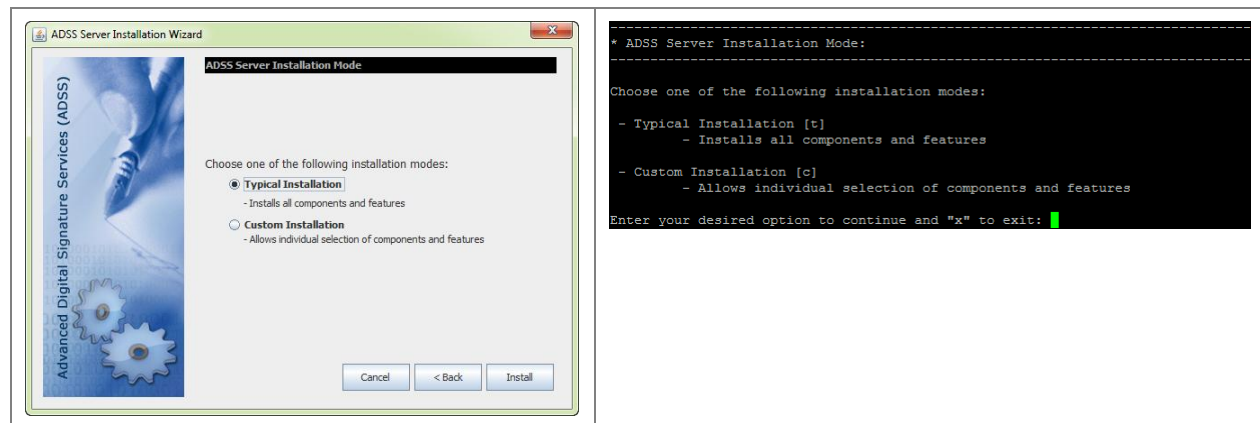 ADSS Server Installation Wizard
Advanced Digital Signature Services (ADSS)
ADSS Server Installation Mode
Choose one of the following installation modes:
Typical Installation
- Installs all components and features
Custom Installation
- Allows individual selection of components and features
Cancel
< Back
Install
* ADSS Server Installation Mode:
Choose one of the following installation modes:
- Typical Installation [t]
- Installs all components and features
- Custom Installation [c]
- Allows individual selection of components and features
Enter your desired option to continue and "x" to exit: